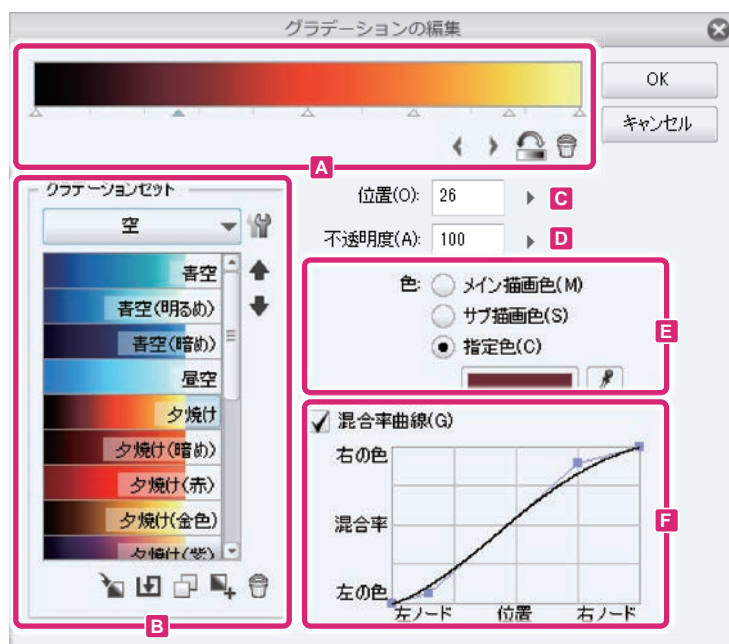 グラデーションの編集
OK
キャンセル
A
グラデーションセット
空
青空
青空(明るめ)
青空(暗め)
昼空
夕焼け
夕焼け(暗め)
夕焼け(赤)
夕焼け(金色)
夕焼け(紫)
B
位置(O): 26
C
不透明度(A): 100
D
色:
メイン描画色(M)
サブ描画色(S)
指定色(C)
E
混合率曲線(G)
右の色
混合率
左の色
左ノード 位置 右ノード
F